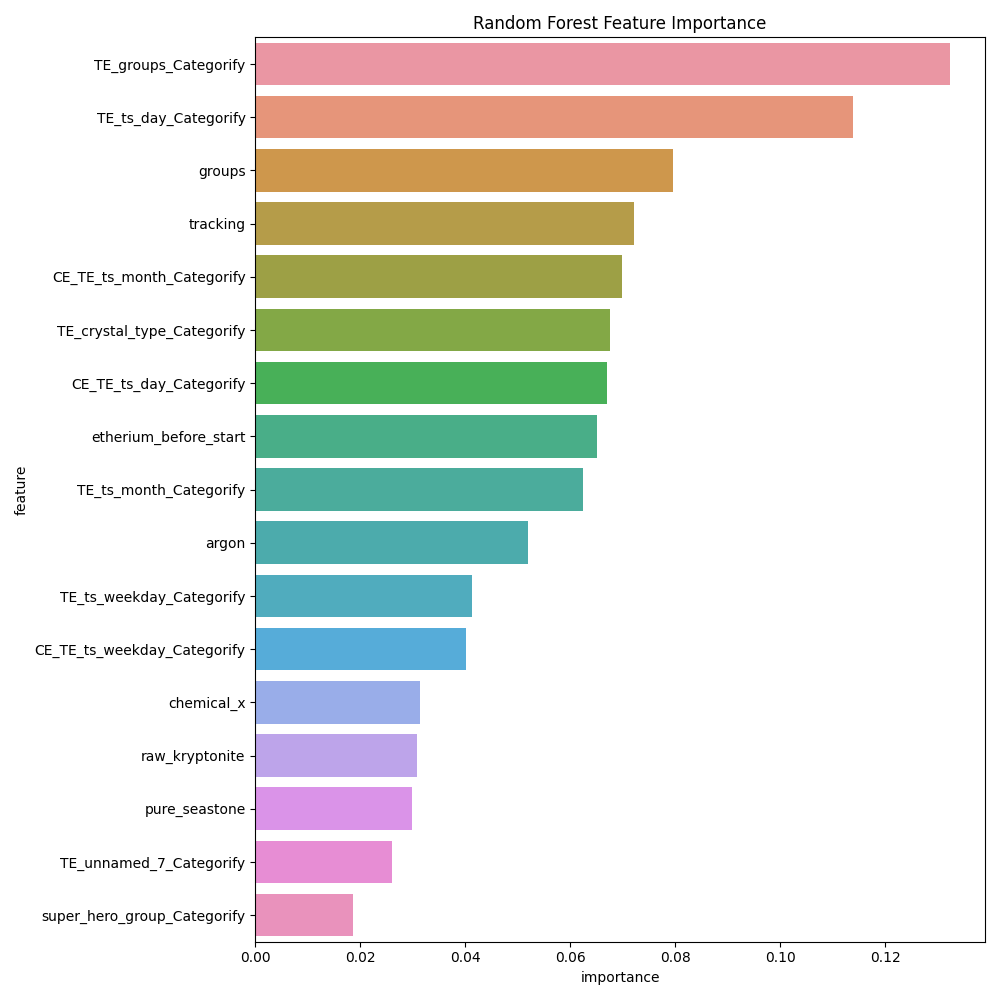 Random Forest Feature Importance
TE_groups_Categorify
TE_ts_day_Categorify
groups
tracking
CE_TE_ts_month_Categorify
TE_crystal_type_Categorify
CE_TE_ts_day_Categorify
etherium_before_start
TE_ts_month_Categorify
argon
TE_ts_weekday_Categorify
CE_TE_ts_weekday_Categorify
chemical_x
raw_kryptonite
pure_seastone
TE_unnamed_7_Categorify
super_hero_group_Categorify
feature
0.00 0.02 0.04 0.06 0.08 0.10 0.12
importance